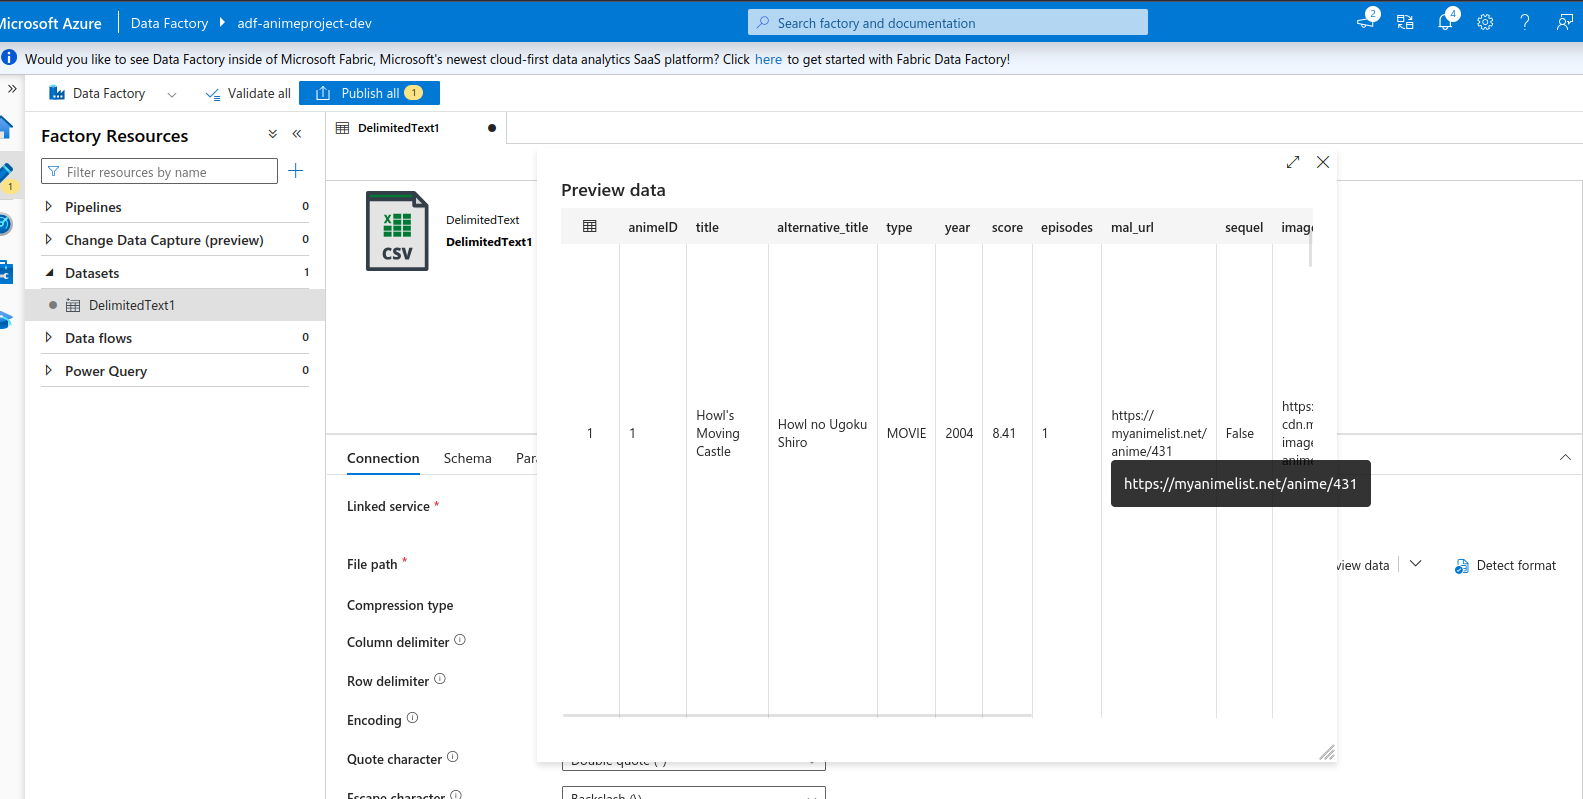 Microsoft Azure
Data Factory
adf-animeproject-dev
Search factory and documentation
2
4
Would you like to see Data Factory inside of Microsoft Fabric, Microsoft's newest cloud-first data analytics SaaS platform? Click here to get started with Fabric Data Factory!
Data Factory
Validate all
Publish all 1
Factory Resources
Filter resources by name
1
Pipelines 0
Change Data Capture (preview) 0
Datasets 1
DelimitedText1
Data flows 0
Power Query 0
DelimitedText1
CSV
DelimitedText
DelimitedText1
Connection Schema Par
Linked service *
File path *
Compression type
Column delimiter
Row delimiter
Encoding
Quote character
Double quote (")
Escape character
Backslash (\)
view data
Detect format
Preview data
animeID title alternative_title type year score episodes mal_url sequel image
1 1 Howl's Moving Castle Howl no Ugoku Shiro MOVIE 2004 8.41 1 https://myanimelist.net/anime/431 False https: cdn.m image anime
https://myanimelist.net/anime/431